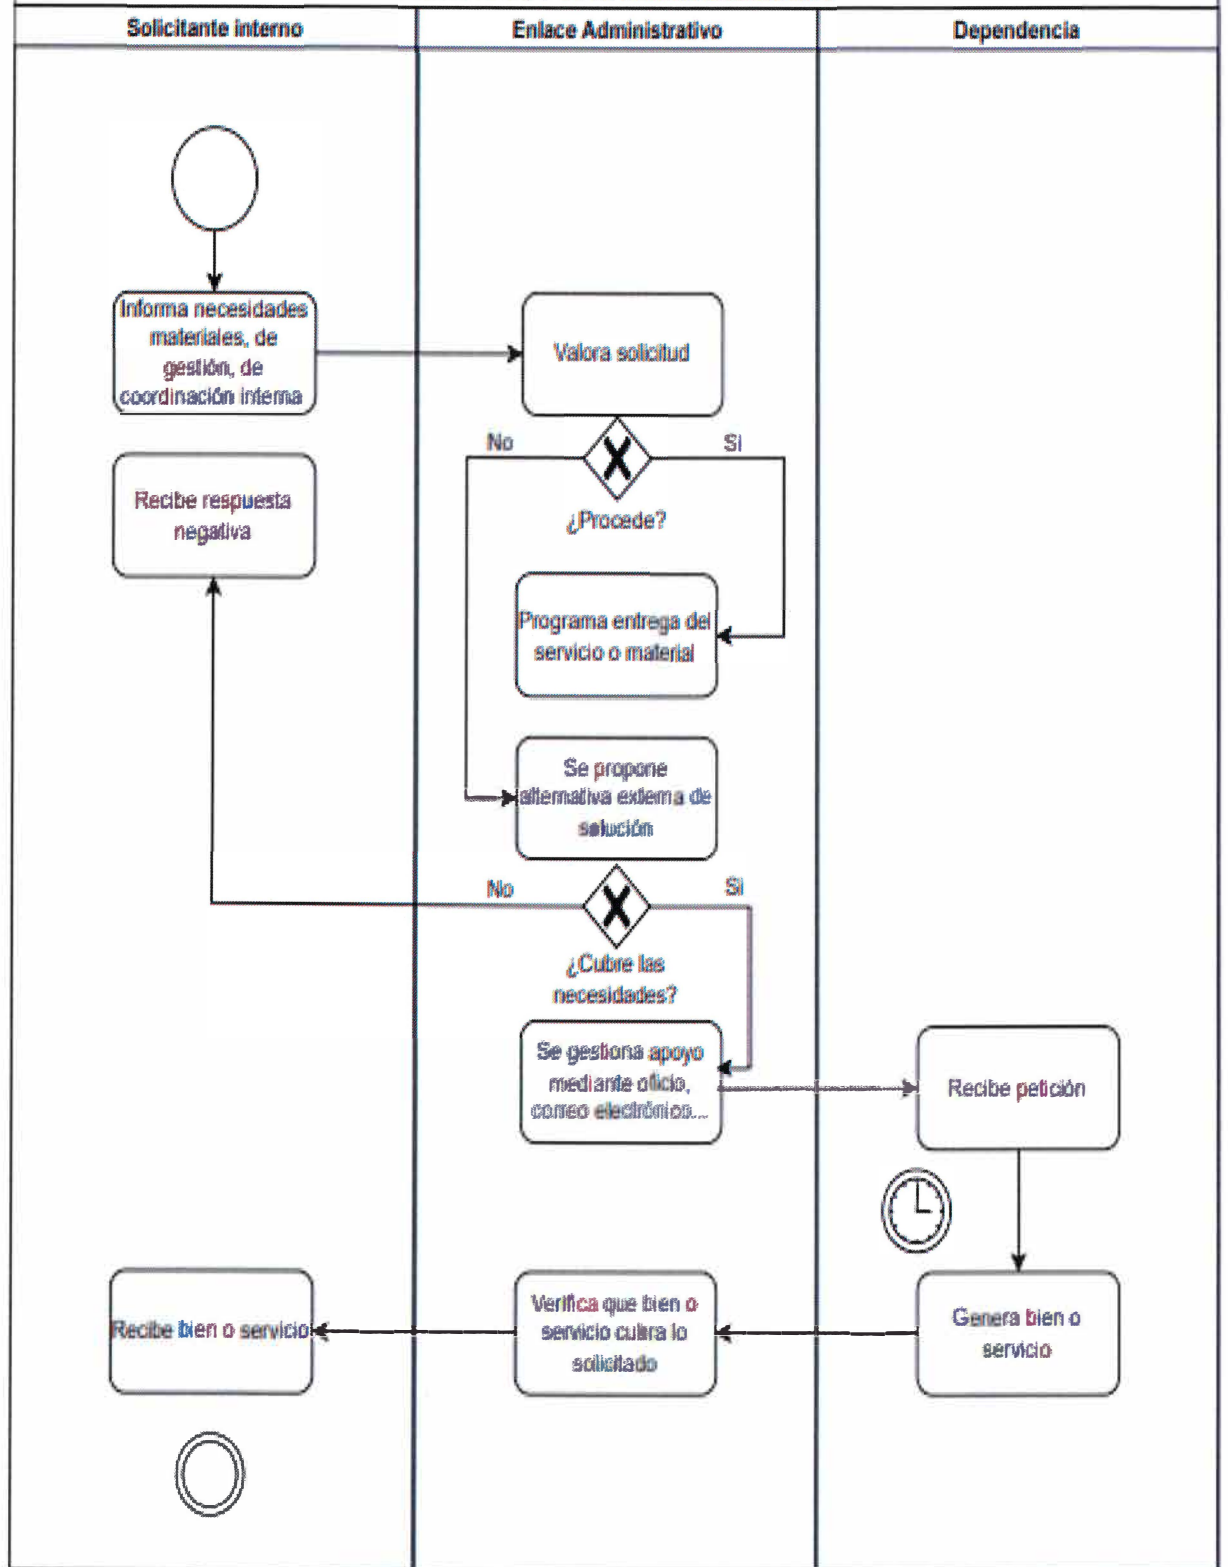 Solicitante interno
Enlace Administrativo
Dependencia
Informa necesidades
materiales, de
gestión, de
coordinación interna
Valora solicitud
No
Si
¿Procede?
Recibe respuesta
negativa
Programa entrega del
servicio o material
Se propone
alternativa externa de
solución
No
Si
¿Cubre las
necesidades?
Se gestiona apoyo
mediante oficio,
correo electrónico...
Recibe petición
Genera bien o
servicio
Verifica que bien o
servicio cubra lo
solicitado
Recibe bien o servicio